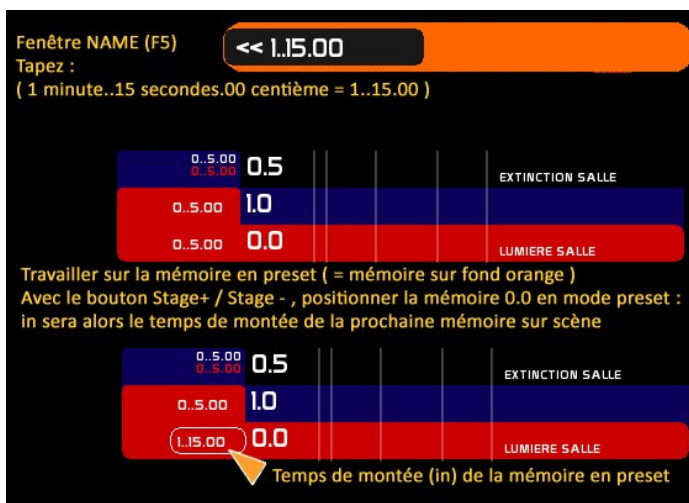 Fenêtre NAME (F5)
<< 1..15.00
Tapez :
( 1 minute..15 secondes.00 centième = 1..15.00 )
0..5.00
0..5.00
0.5
EXTINCTION SALLE
0..5.00
1.0
0..5.00
0.0
LUMIERE SALLE
Travailler sur la mémoire en preset ( = mémoire sur fond orange )
Avec le bouton Stage+ / Stage - , positionner la mémoire 0.0 en mode preset :
in sera alors le temps de montée de la prochaine mémoire sur scène
0..5.00
0..5.00
0.5
EXTINCTION SALLE
0..5.00
1.0
1..15.00
0.0
LUMIERE SALLE
Temps de montée (in) de la mémoire en preset